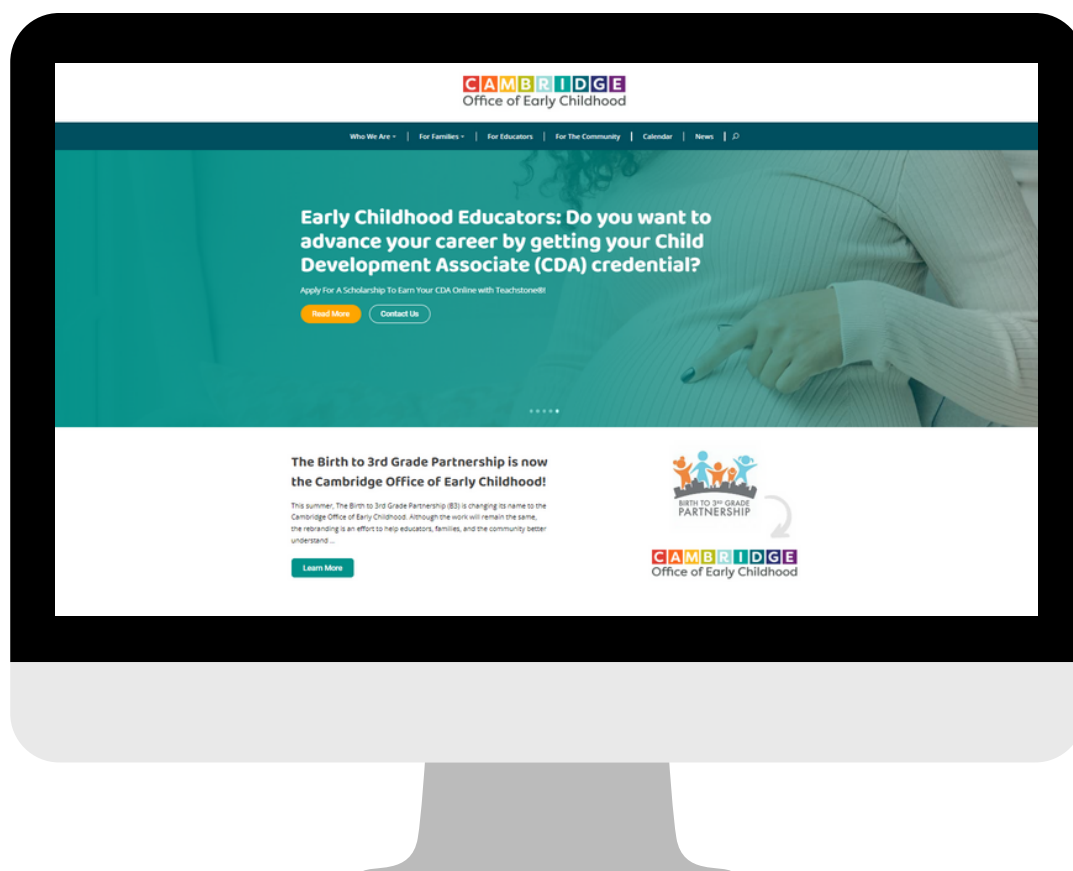 CAMBRIDGE
Office of Early Childhood
Who We Are
For Families
For Educators
For The Community
Calendar
News
Early Childhood Educators: Do you want to
advance your career by getting your Child
Development Associate (CDA) credential?
Apply For A Scholarship To Earn Your CDA Online with Teachstone®!
Read More
Contact Us
The Birth to 3rd Grade Partnership is now
the Cambridge Office of Early Childhood!
This summer, The Birth to 3rd Grade Partnership (B3) is changing its name to the
Cambridge Office of Early Childhood. Although the work will remain the same,
the rebranding is an effort to help educators, families, and the community better
understand ...
Learn More
BIRTH TO 3RD GRADE
PARTNERSHIP
CAMBRIDGE
Office of Early Childhood